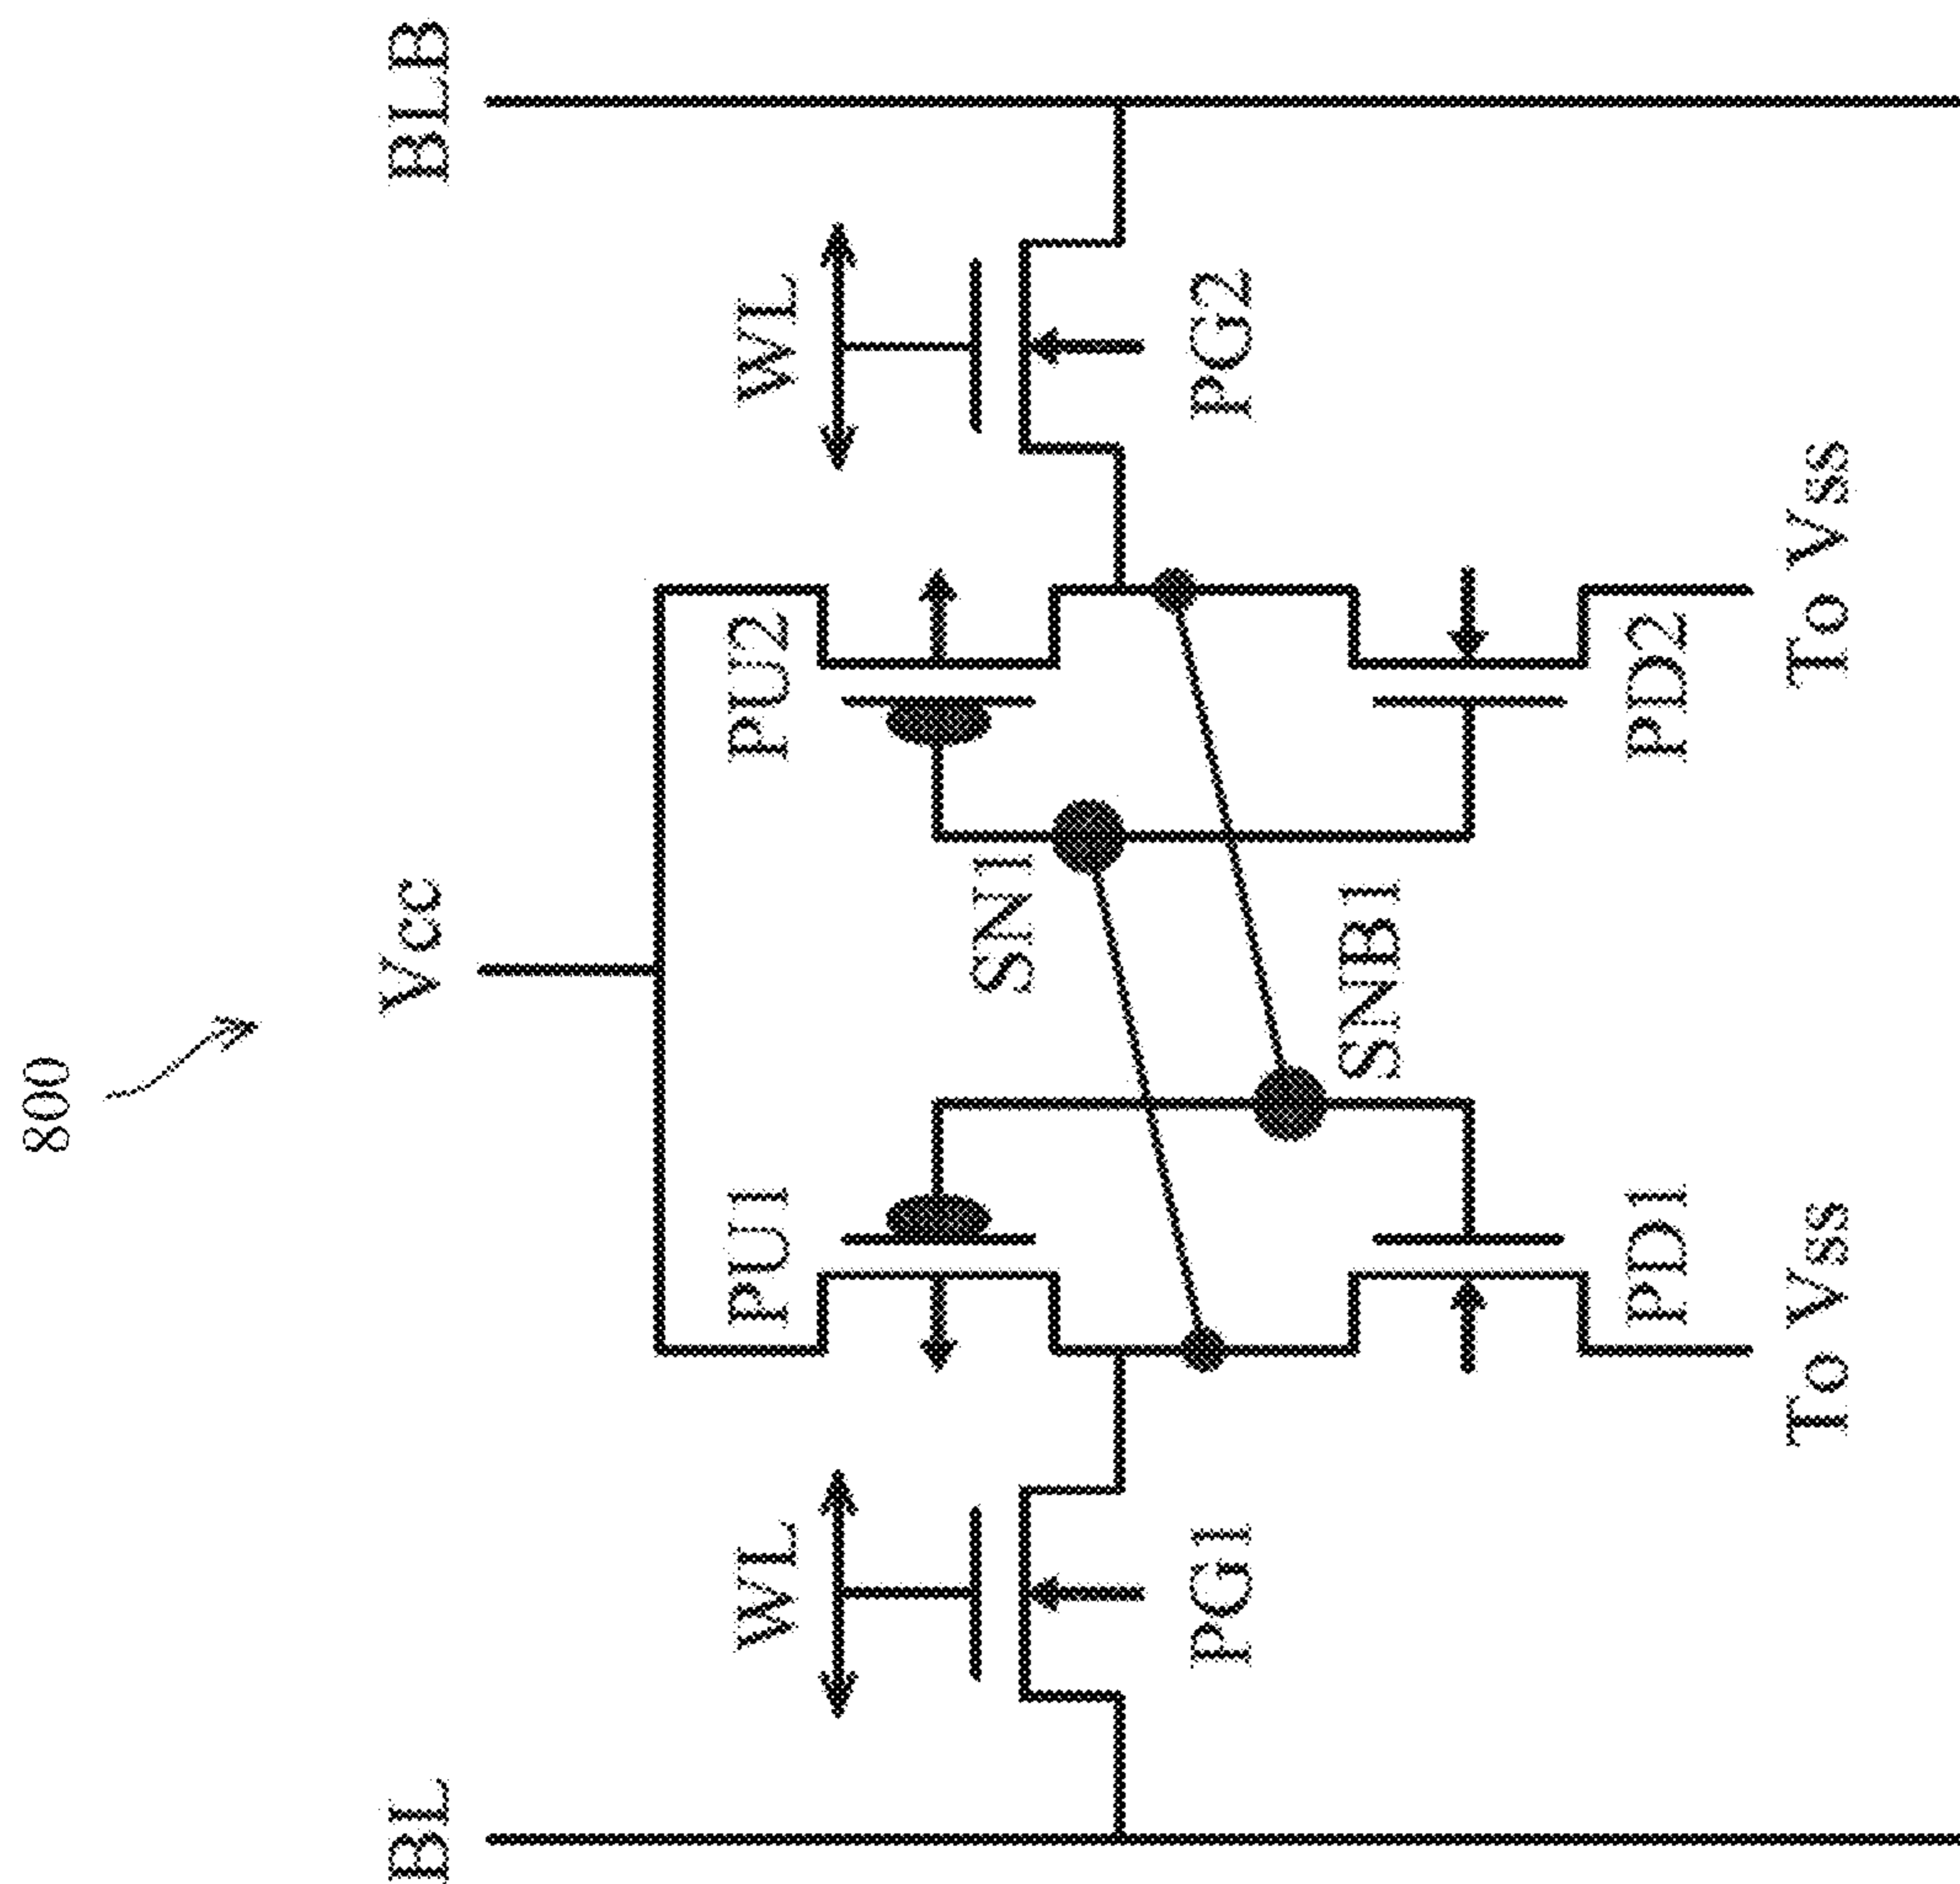 800
BL
Vcc
BLB
WL
PU1
PU2
WL
SN1
PG1
PG2
SNB1
PD1
PD2
To Vss
To Vss